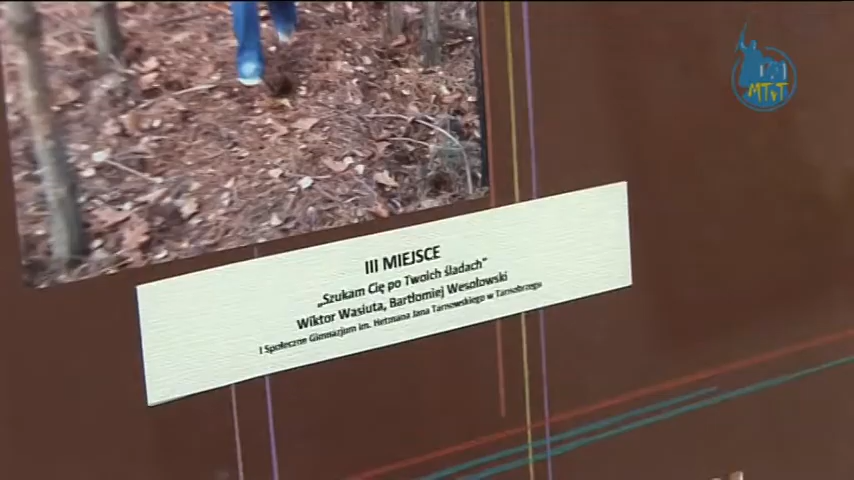 MTvT
III MIEJSCE
„Szukam Cię po Twoich śladach”
Wiktor Wasiuta, Bartłomiej Wesołowski
I Społeczne Gimnazjum im. Hetmana Jana Tarnowskiego w Tarnobrzegu